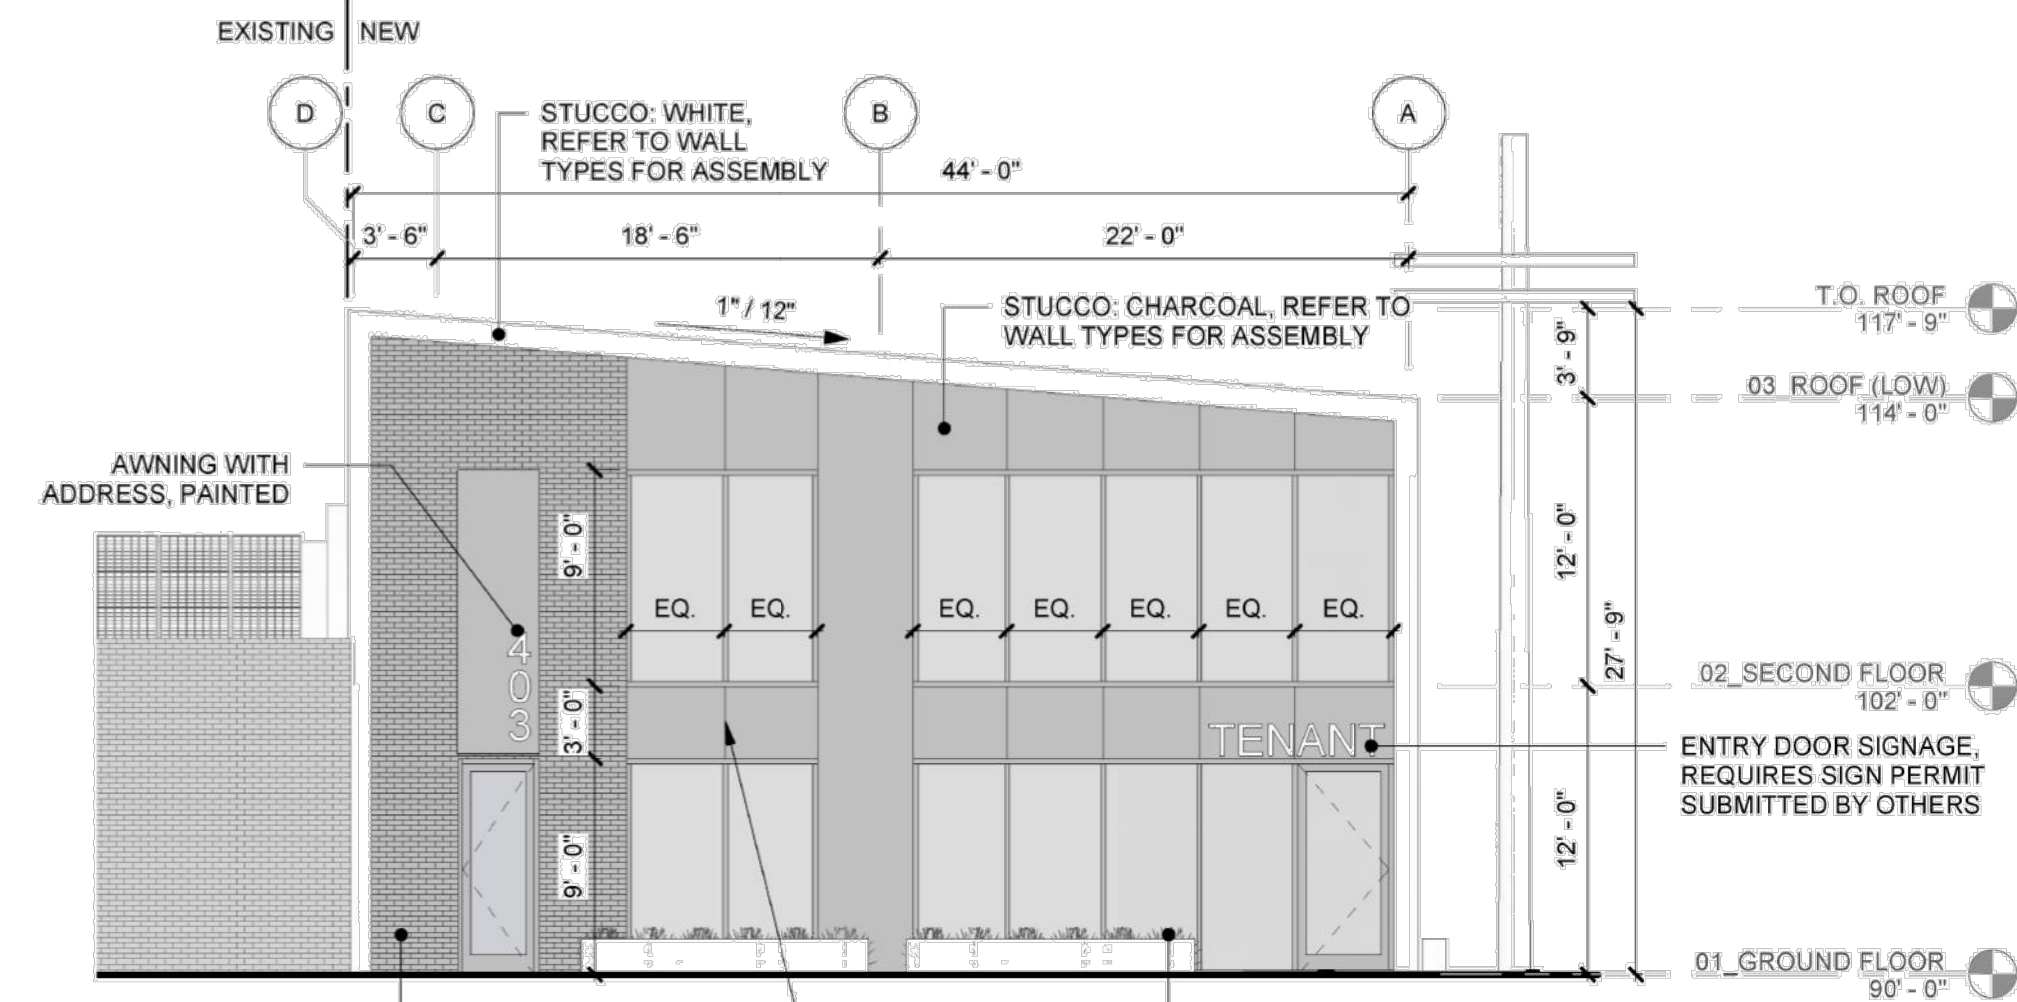 EXISTING NEW
D C B A
STUCCO: WHITE,
REFER TO WALL
TYPES FOR ASSEMBLY
44' - 0"
3' - 6" 18' - 6" 22' - 0"
1" / 12"
STUCCO: CHARCOAL, REFER TO
WALL TYPES FOR ASSEMBLY
T.O. ROOF
117' - 9"
3' - 9"
03_ROOF (LOW)
114' - 0"
AWNING WITH
ADDRESS, PAINTED
9' - 0"
12' - 0"
EQ. EQ. EQ. EQ. EQ. EQ. EQ.
27' - 9"
4
0
3
02_SECOND FLOOR
102' - 0"
3' - 0"
TENANT
ENTRY DOOR SIGNAGE,
REQUIRES SIGN PERMIT
SUBMITTED BY OTHERS
9' - 0"
12' - 0"
01_GROUND FLOOR
90' - 0"